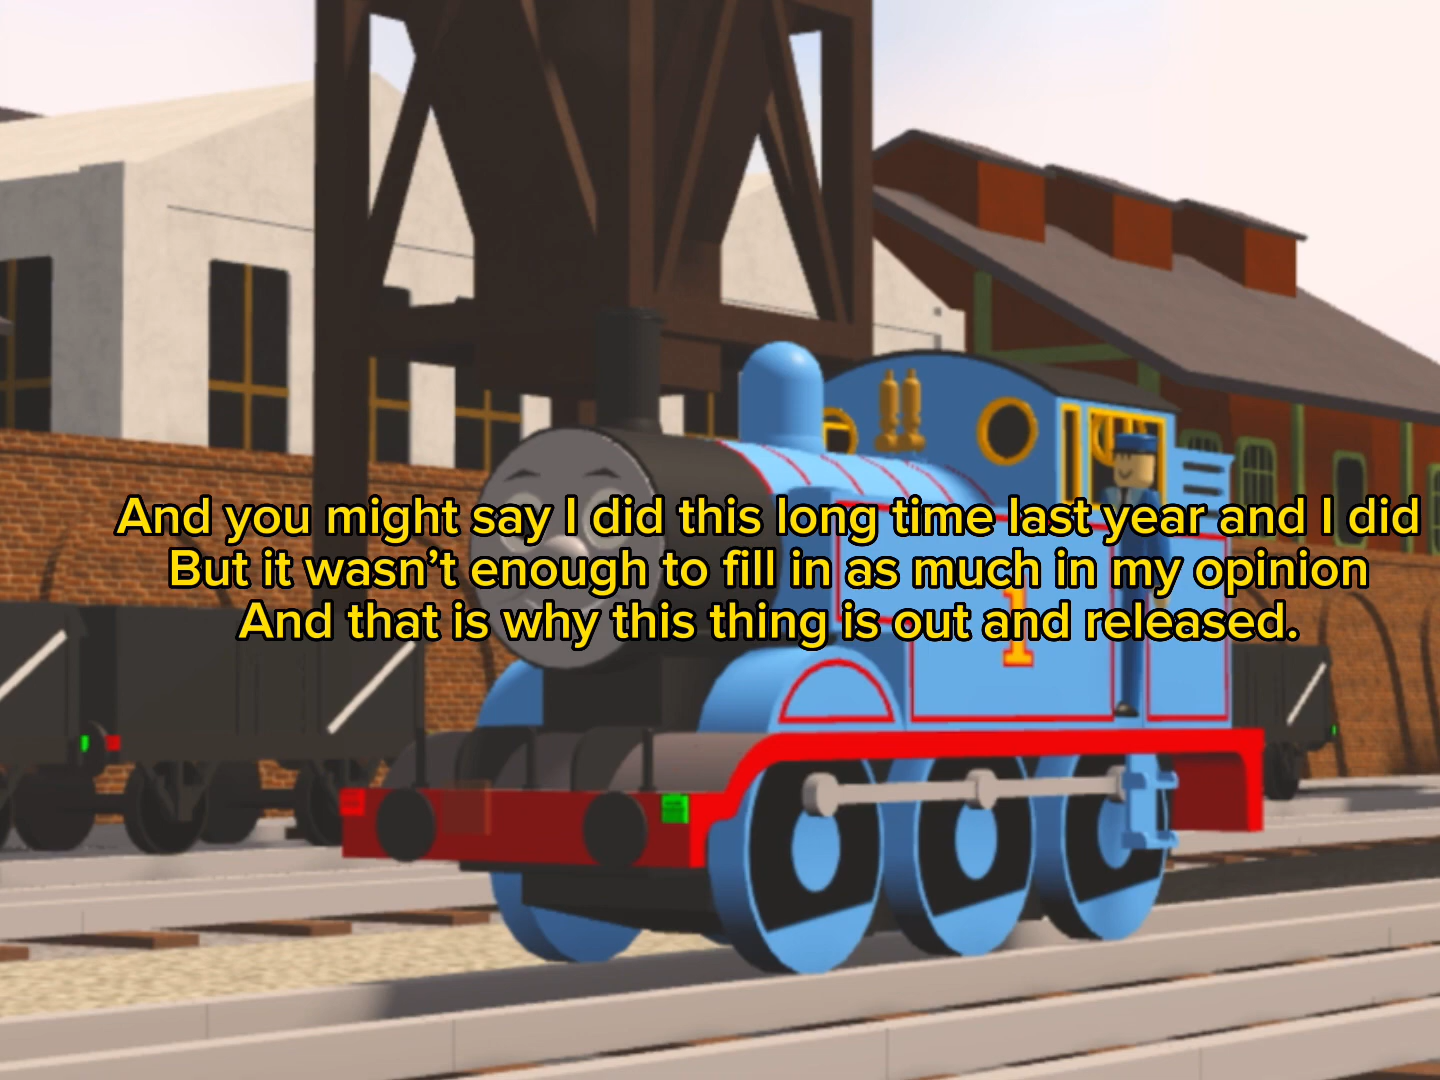 And you might say I did this long time last year and I did
But it wasn’t enough to fill in as much in my opinion
And that is why this thing is out and released.
1